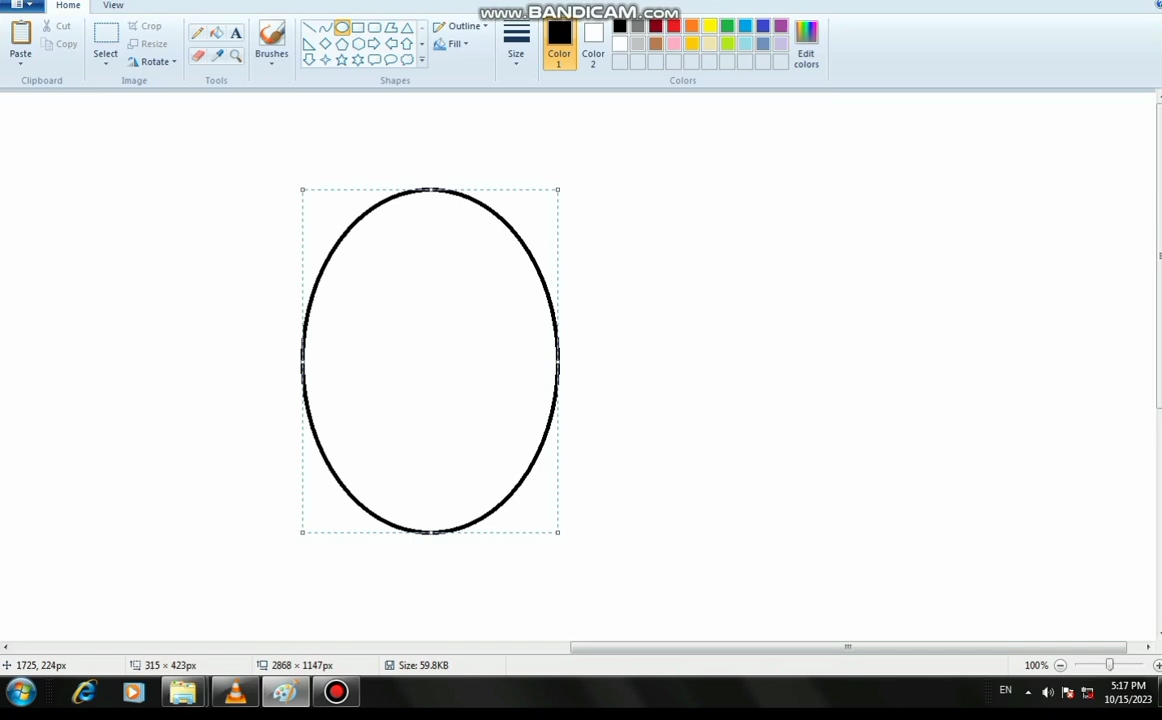 Home View
www.BANDICAM.com
Paste
Cut
Copy
Clipboard
Select
Crop
Resize
Rotate
Image
A
Tools
Brushes
Shapes
Outline
Fill
Size
Color 1
Color 2
Edit colors
Colors
1725, 224px
315 × 423px
2868 × 1147px
Size: 59.8KB
100%
EN
5:17 PM
10/15/2023